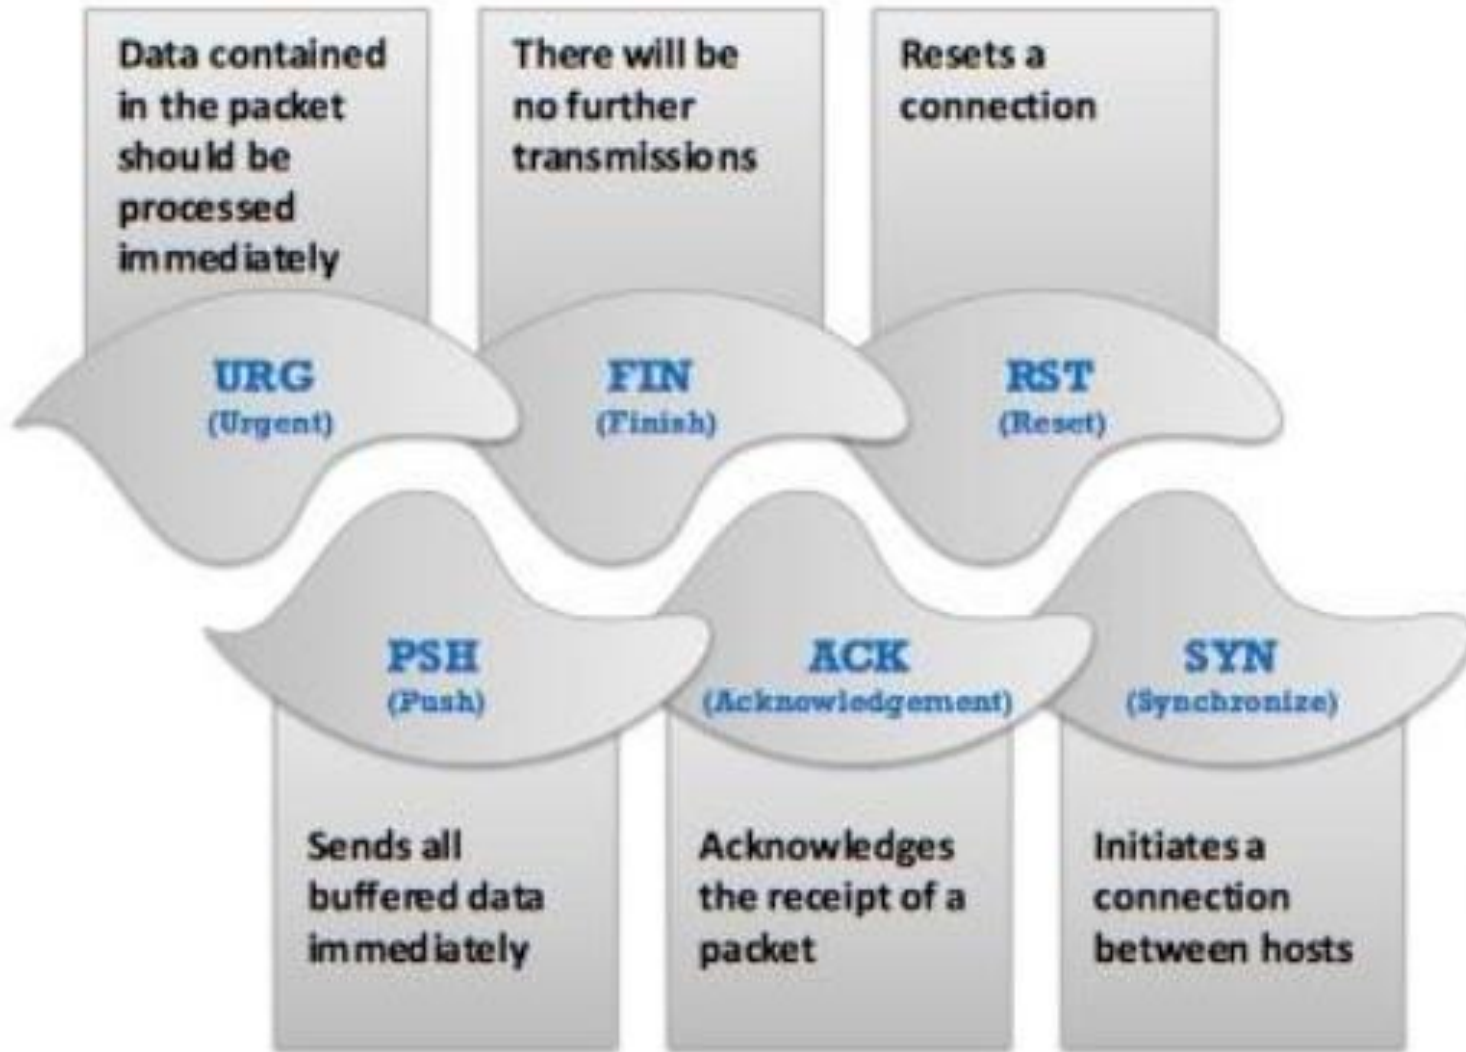 Data contained
in the packet
should be
processed
immediately
URG
(Urgent)
There will be
no further
transmissions
FIN
(Finish)
Resets a
connection
RST
(Reset)
PSH
(Push)
Sends all
buffered data
immediately
ACK
(Acknowledgement)
Acknowledges
the receipt of a
packet
SYN
(Synchronize)
Initiates a
connection
between hosts